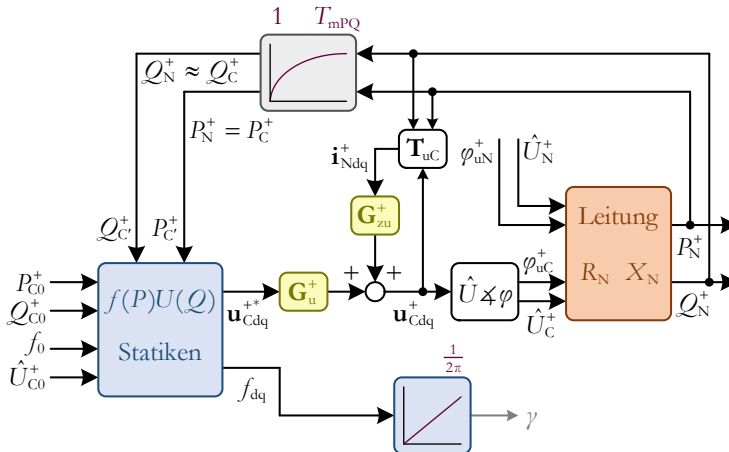 1 T_mPQ
Q_N^+ ≈ Q_C^+
P_N^+ = P_C^+
i_Ndq^+
T_uC
φ_uN^+
Û_N^+
G_zu^+
Leitung
R_N X_N
P_N^+
Q_N^+
Q_C'^+
P_C'^+
P_C0^+
Q_C0^+
f_0
Û_C0^+
f(P)U(Q)
Statiken
u_Cdq^+*
G_u^+
+ +
u_Cdq^+
Û∡φ
φ_uC^+
Û_C^+
f_dq
1/2π
γ